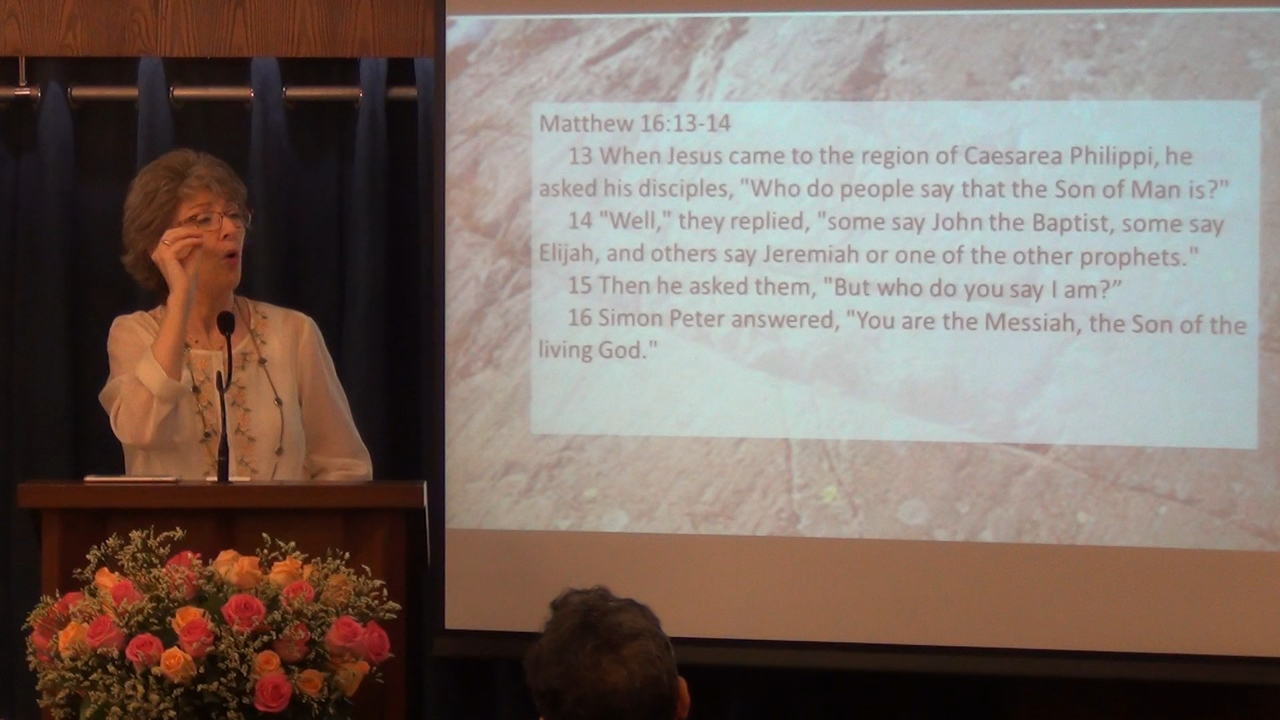 Matthew 16:13-14
13 When Jesus came to the region of Caesarea Philippi, he
asked his disciples, "Who do people say that the Son of Man is?"
14 "Well," they replied, "some say John the Baptist, some say
Elijah, and others say Jeremiah or one of the other prophets."
15 Then he asked them, "But who do you say I am?”
16 Simon Peter answered, "You are the Messiah, the Son of the
living God."